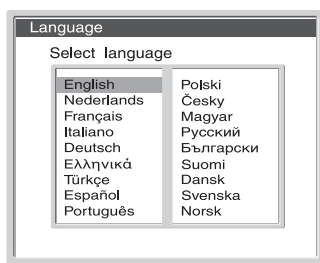 Language
Select language
English
Nederlands
Français
Italiano
Deutsch
Ελληνικά
Türkçe
Español
Português
Polski
Česky
Magyar
Русский
Български
Suomi
Dansk
Svenska
Norsk